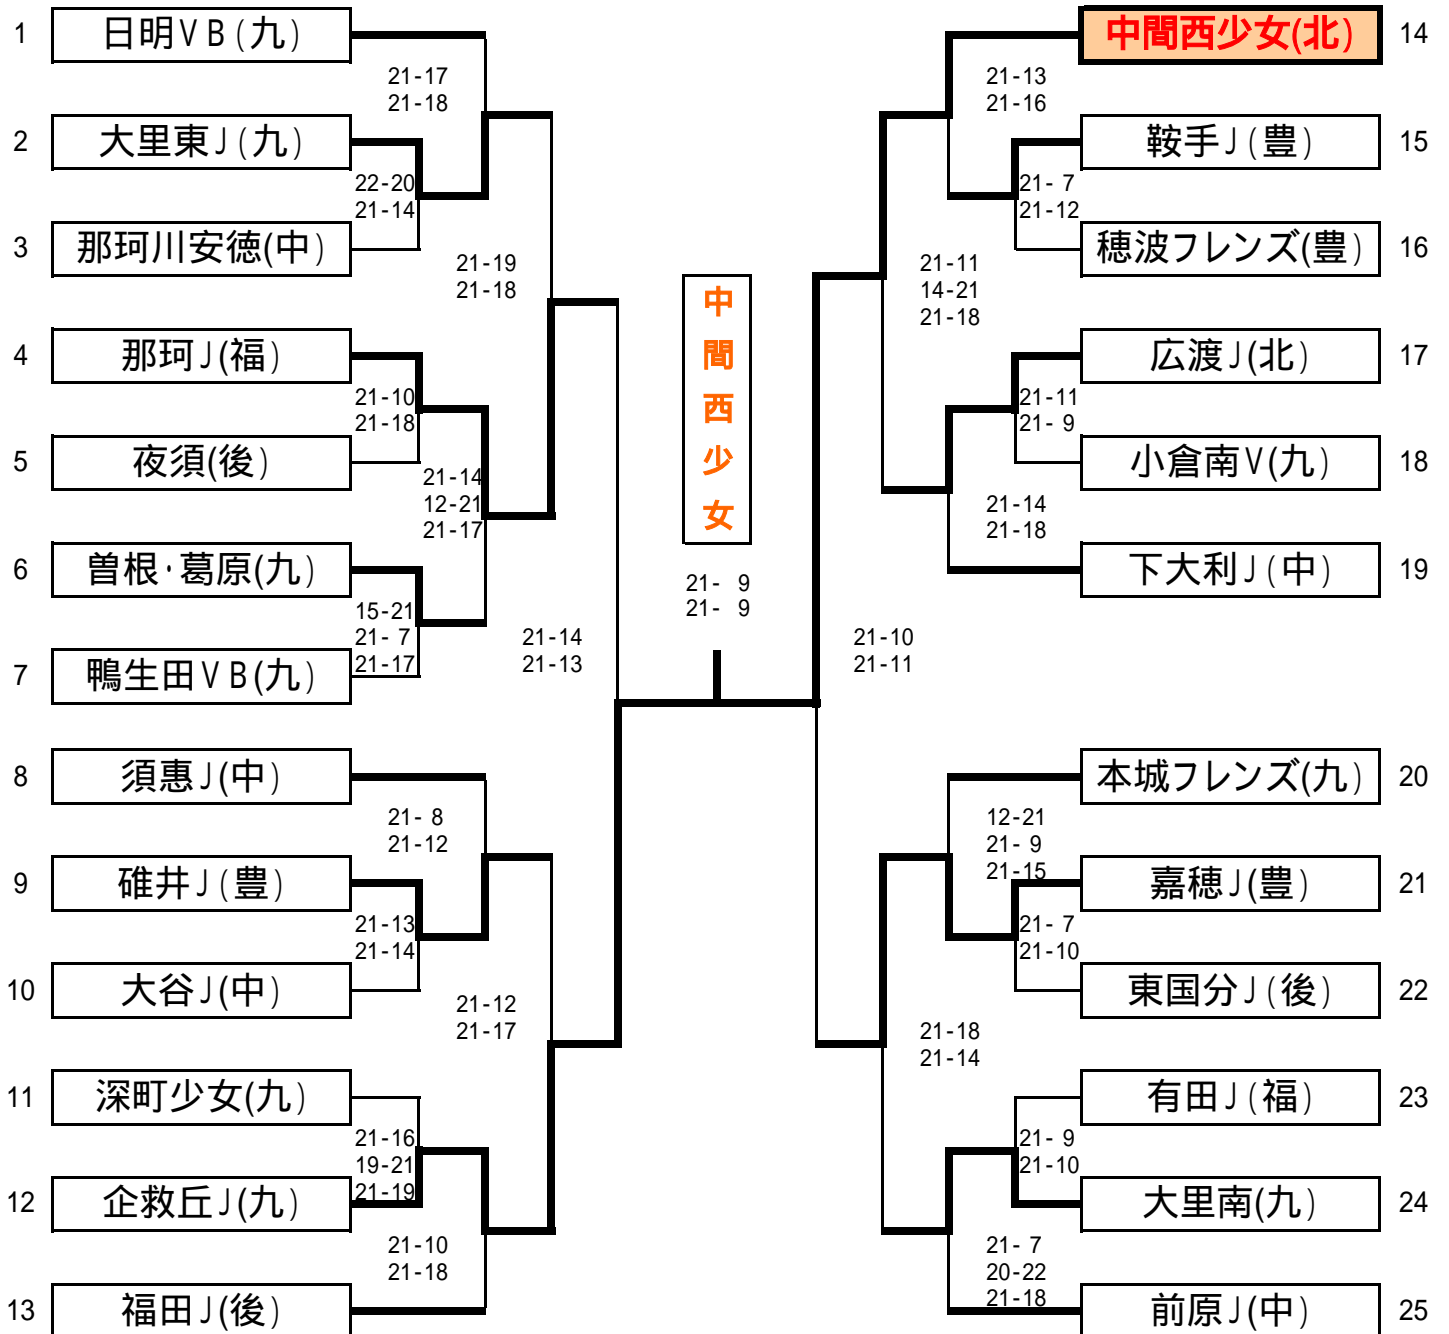 1 日明ＶＢ(九)
21-17
21-18
2 大里東Ｊ(九)
22-20
21-14
3 那珂川安徳(中)
21-19
21-18
4 那珂Ｊ(福)
21-10
21-18
5 夜須(後)
21-14
12-21
21-17
6 曽根・葛原(九)
15-21
21- 7
21-17
7 鴨生田ＶＢ(九)
21-14
21-13
8 須惠Ｊ(中)
21- 8
21-12
9 碓井Ｊ(豊)
21-13
21-14
10 大谷Ｊ(中)
21-12
21-17
11 深町少女(九)
21-16
19-21
21-19
12 企救丘Ｊ(九)
21-10
21-18
13 福田Ｊ(後)
中間西少女
21- 9
21- 9
中間西少女(北) 14
21-13
21-16
鞍手Ｊ(豊) 15
21- 7
21-12
穂波フレンズ(豊) 16
21-11
14-21
21-18
広渡Ｊ(北) 17
21-11
21- 9
小倉南Ｖ(九) 18
21-14
21-18
下大利Ｊ(中) 19
21-10
21-11
本城フレンズ(九) 20
12-21
21- 9
21-15
嘉穂Ｊ(豊) 21
21- 7
21-10
東国分Ｊ(後) 22
21-18
21-14
有田Ｊ(福) 23
21- 9
21-10
大里南(九) 24
21- 7
20-22
21-18
前原Ｊ(中) 25